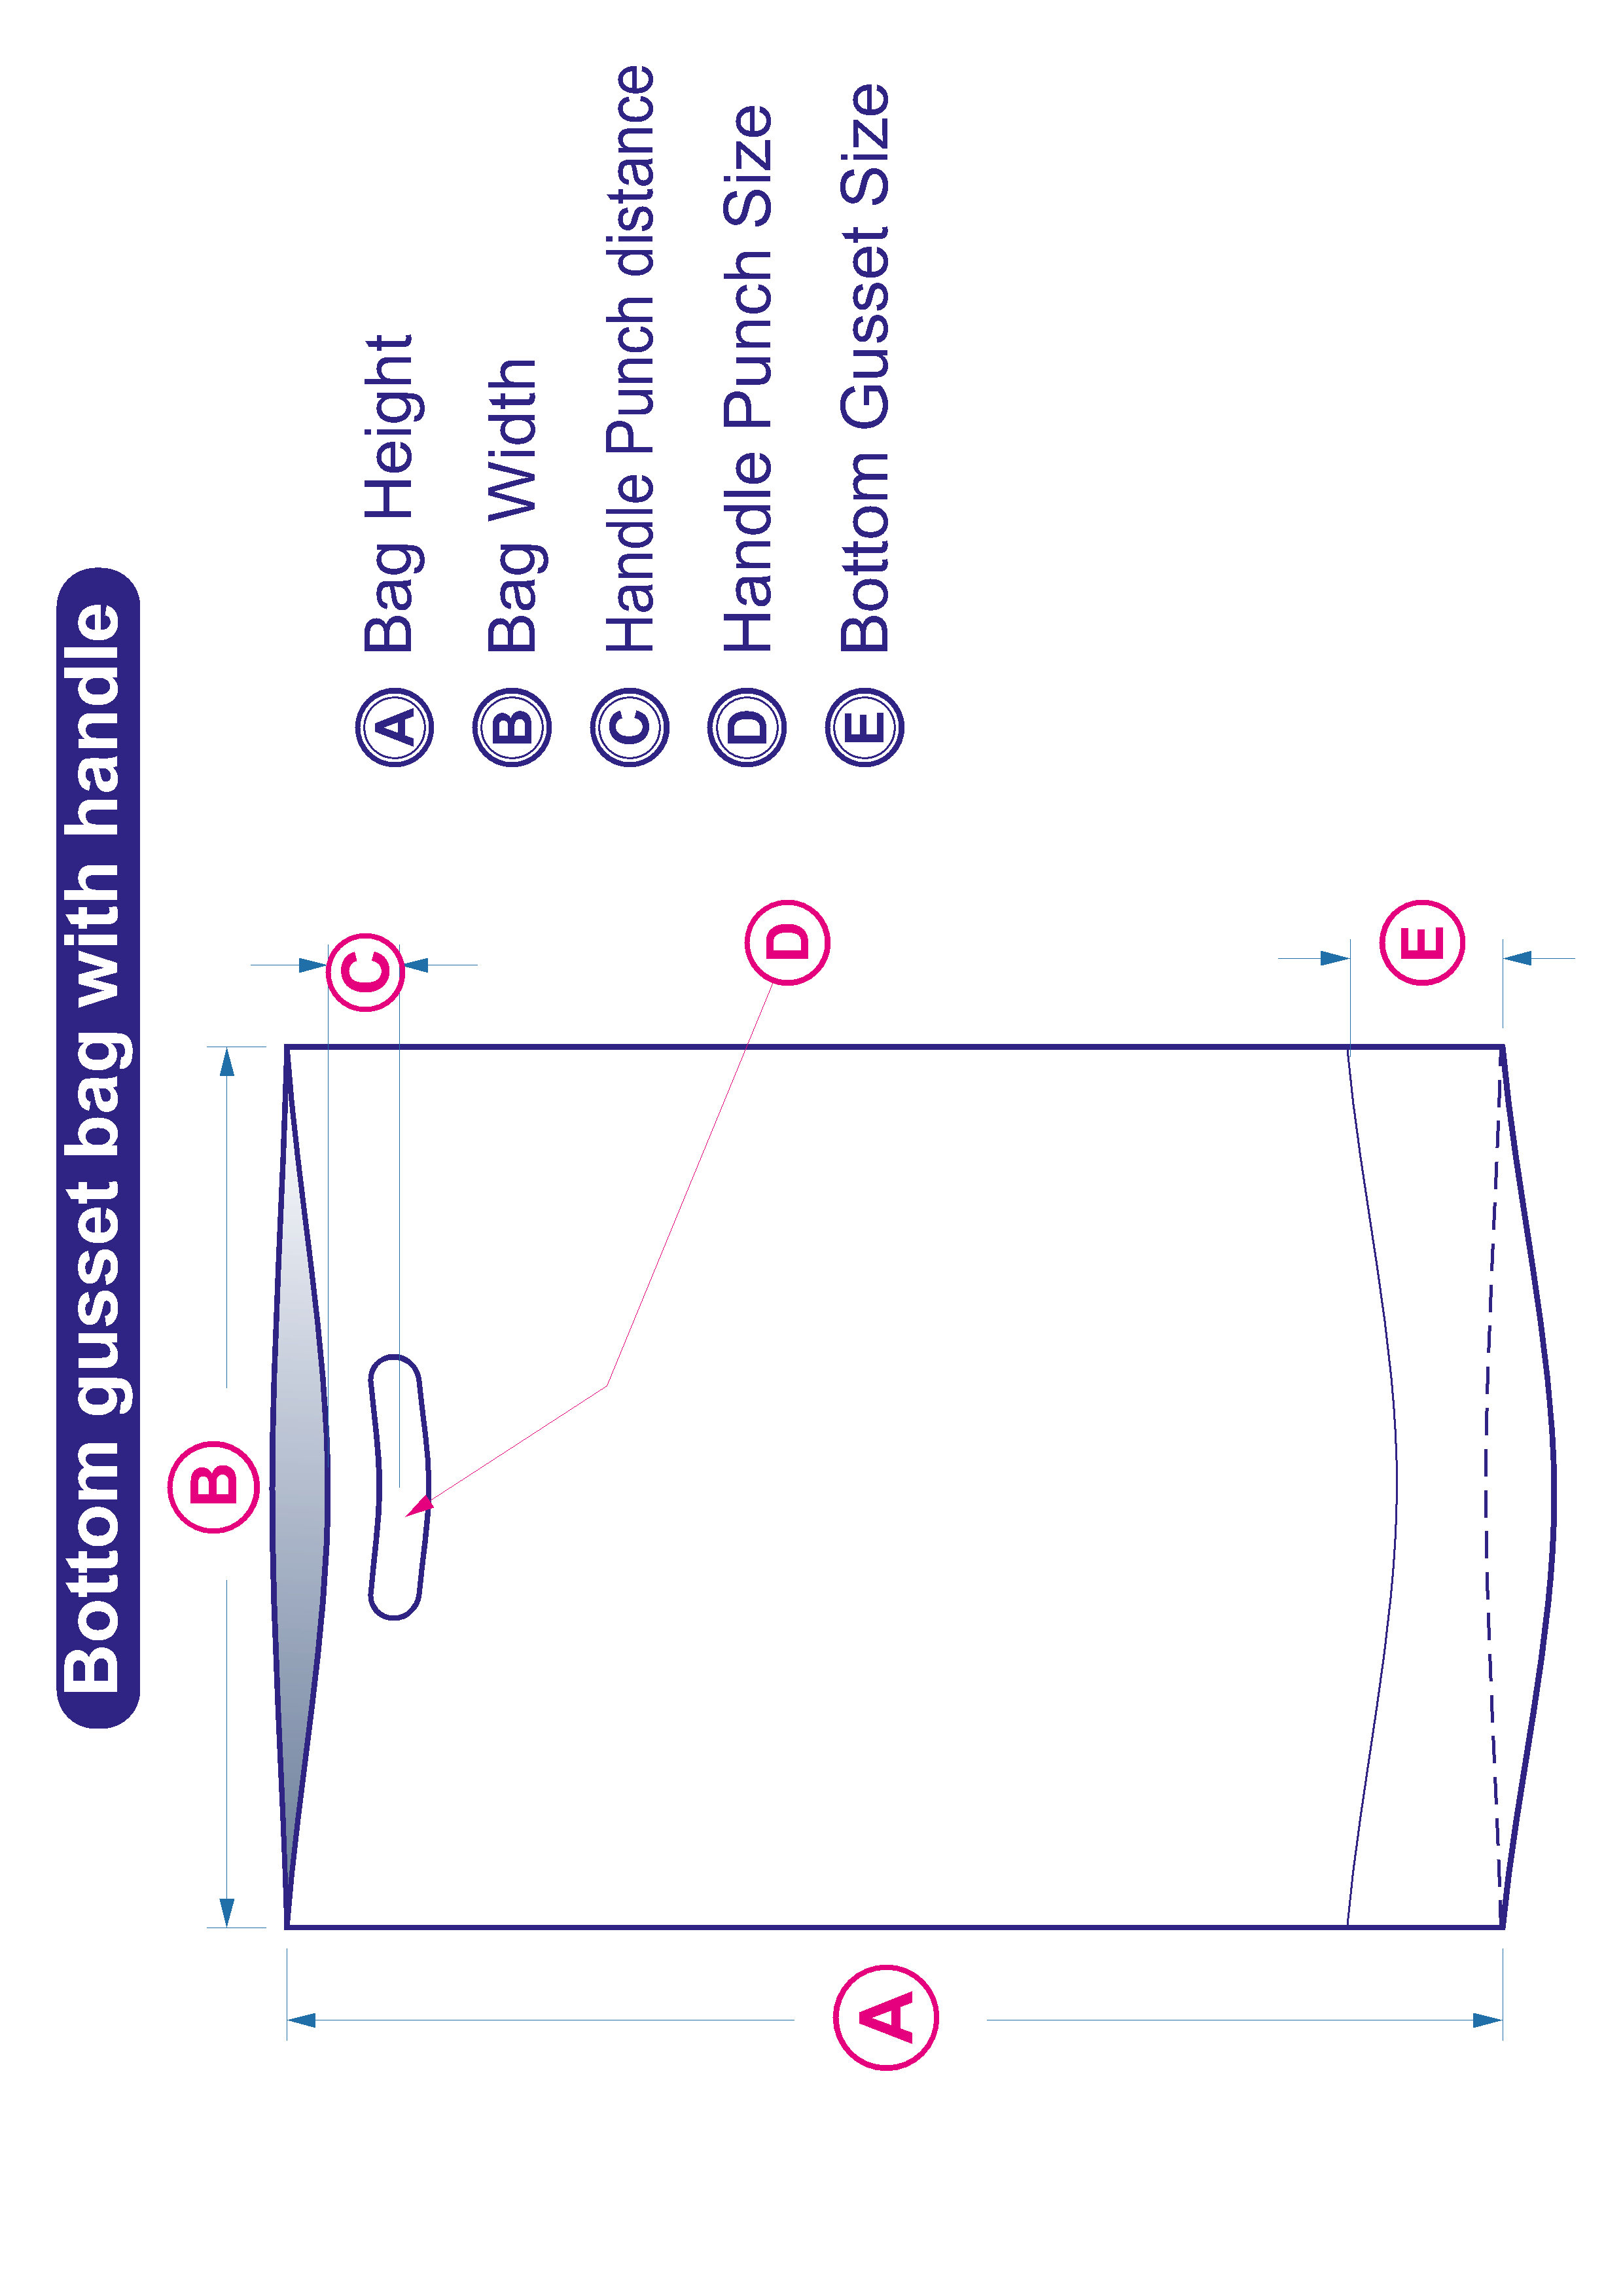 Bottom gusset bag with handle
B
C
A Bag Height
B Bag Width
C Handle Punch distance
D Handle Punch Size
D
A
E Bottom Gusset Size
E